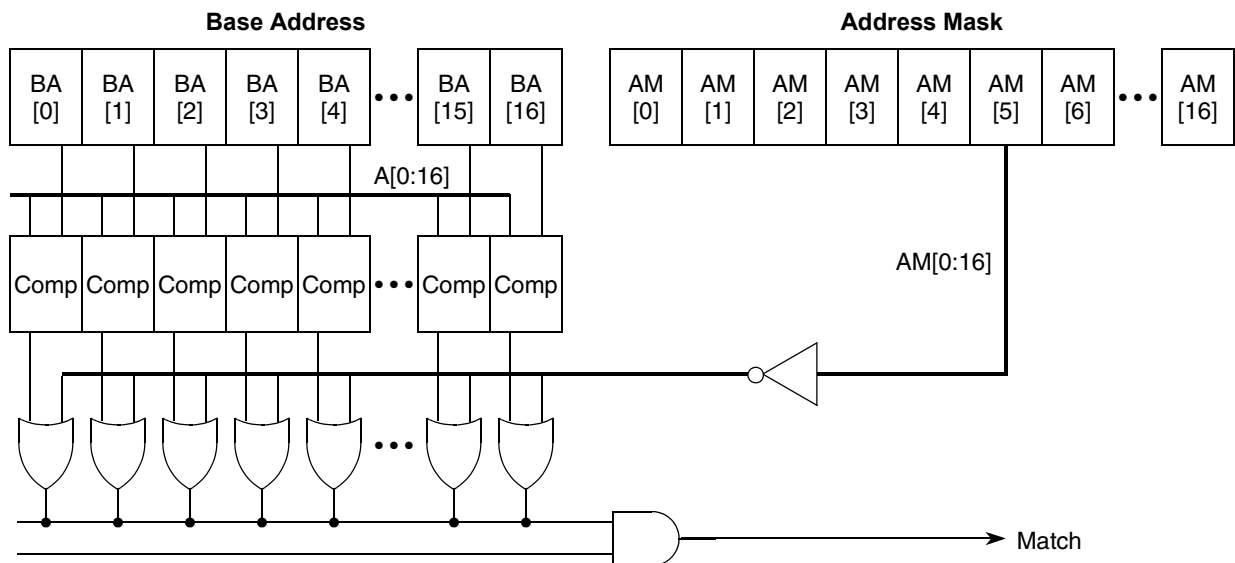 Base Address
Address Mask
BA BA BA BA BA ••• BA BA
[0] [1] [2] [3] [4] [15] [16]
AM AM AM AM AM AM AM ••• AM
[0] [1] [2] [3] [4] [5] [6] [16]
A[0:16]
AM[0:16]
Comp Comp Comp Comp Comp ••• Comp Comp
•••
Match